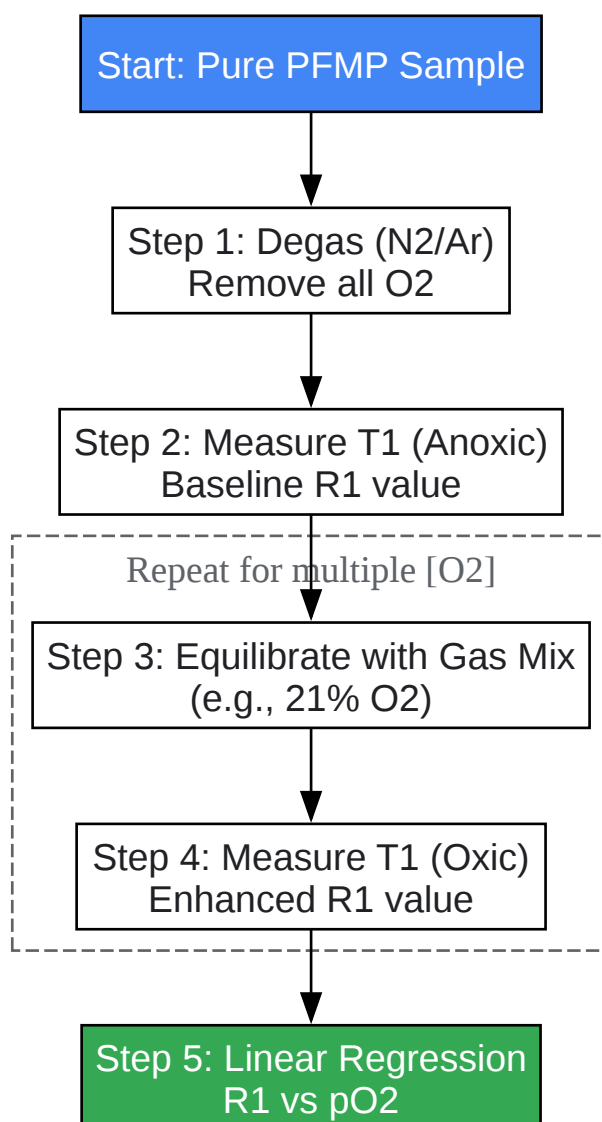 Start: Pure PFMP Sample
Step 1: Degas (N2/Ar)
Remove all O2
Step 2: Measure T1 (Anoxic)
Baseline R1 value
Repeat for multiple [O2]
Step 3: Equilibrate with Gas Mix
(e.g., 21% O2)
Step 4: Measure T1 (Oxic)
Enhanced R1 value
Step 5: Linear Regression
R1 vs pO2